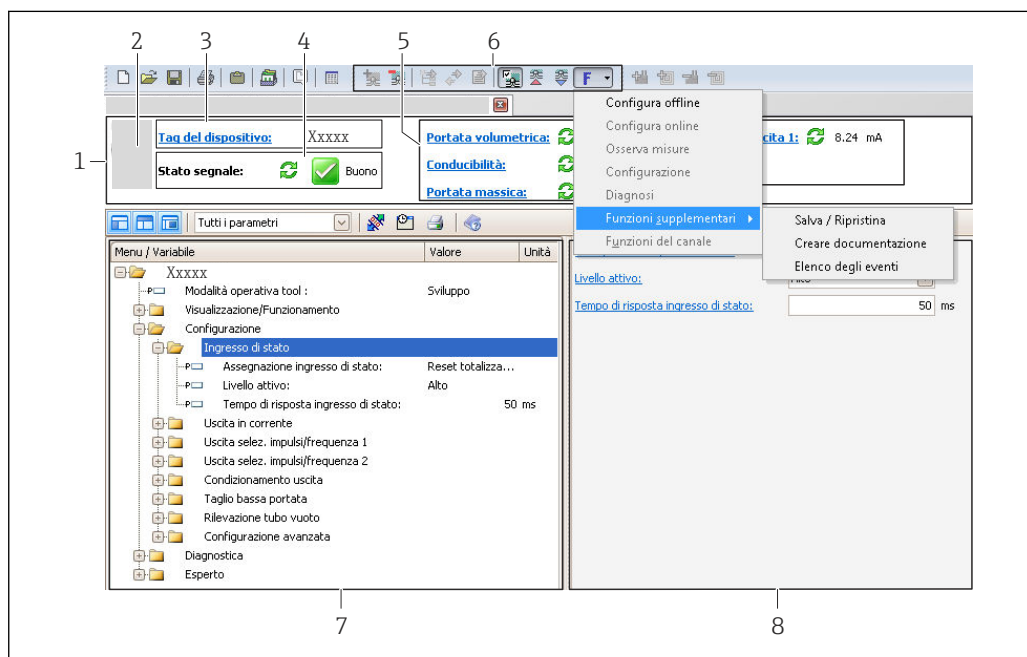 2 3 4 5 6
F
Configura offline
Configura online
Osserva misure
Configurazione
Diagnosi
Funzioni supplementari
Funzioni del canale
Salva / Ripristina
Creare documentazione
Elenco degli eventi
1
Tag del dispositivo: Xxxxx
Stato segnale: Buono
Portata volumetrica:
Conducibilità:
Portata massica:
cita 1: 8.24 mA
Tutti i parametri
Menu / Variabile Valore Unità
Xxxxx
Modalità operativa tool : Sviluppo
Visualizzazione/Funzionamento
Configurazione
Ingresso di stato
Assegnazione ingresso di stato: Reset totalizza...
Livello attivo: Alto
Tempo di risposta ingresso di stato: 50 ms
Uscita in corrente
Uscita selez. impulsi/frequenza 1
Uscita selez. impulsi/frequenza 2
Condizionamento uscita
Taglio bassa portata
Rilevazione tubo vuoto
Configurazione avanzata
Diagnostica
Esperto
Livello attivo:
Tempo di risposta ingresso di stato: 50 ms
7 8